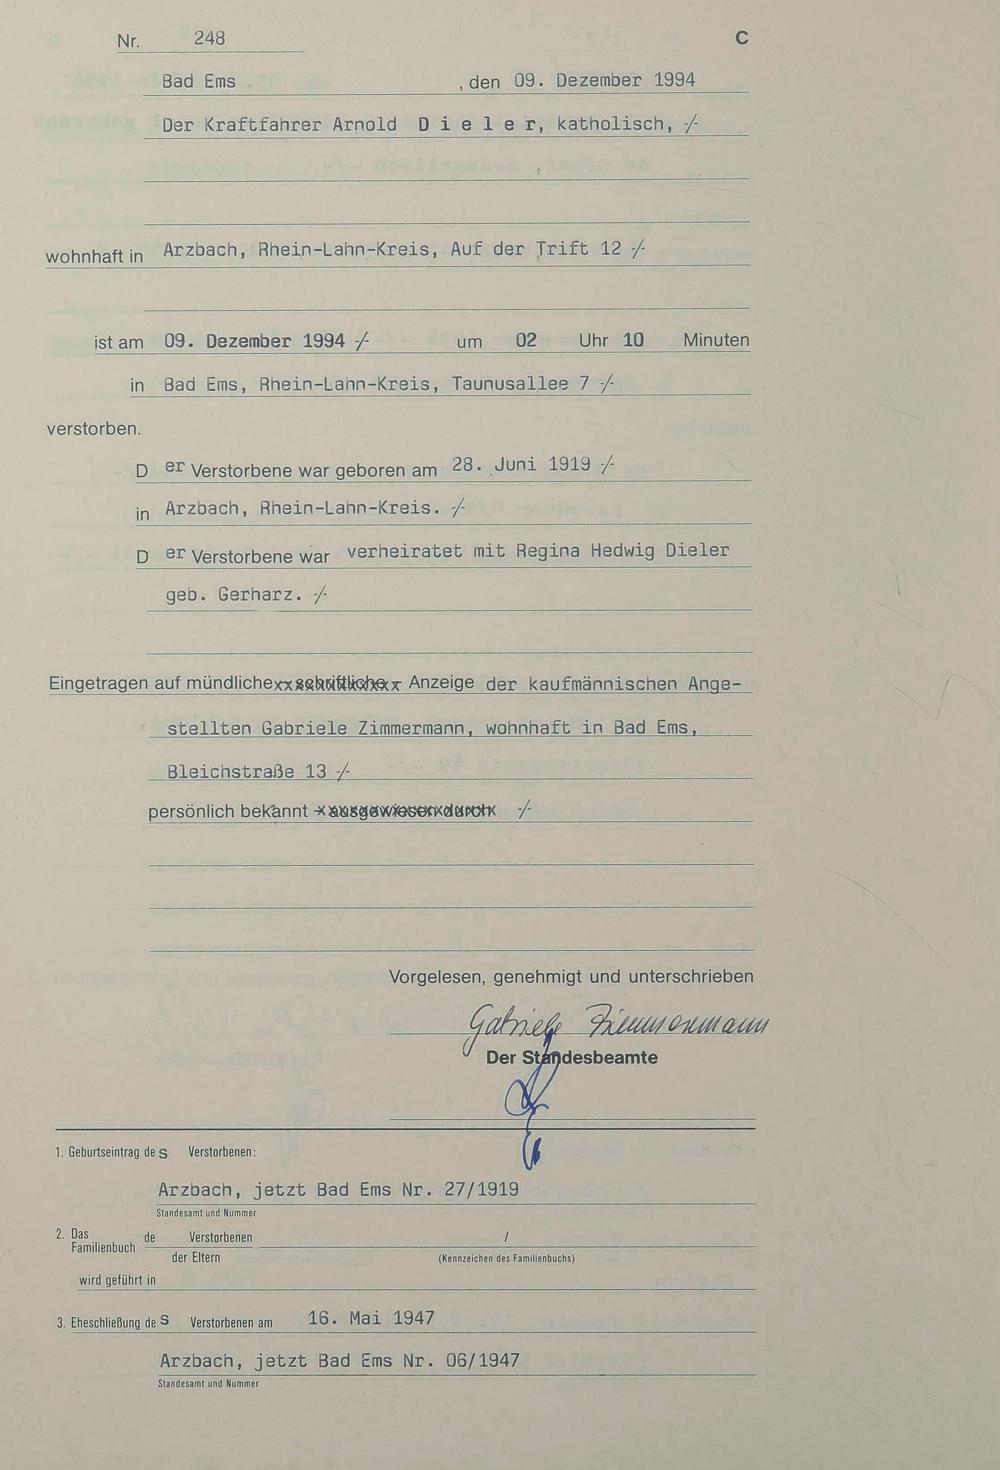 Nr. 248 C
Bad Ems , den 09. Dezember 1994
Der Kraftfahrer Arnold D i e l e r, katholisch, -/-
wohnhaft in Arzbach, Rhein-Lahn-Kreis, Auf der Trift 12 -/-
ist am 09. Dezember 1994 -/- um 02 Uhr 10 Minuten
in Bad Ems, Rhein-Lahn-Kreis, Taunusallee 7 -/-
verstorben.
D er Verstorbene war geboren am 28. Juni 1919 -/-
in Arzbach, Rhein-Lahn-Kreis. -/-
D er Verstorbene war verheiratet mit Regina Hedwig Dieler
geb. Gerharz. -/-
Eingetragen auf mündliche – schriftliche – Anzeige der kaufmännischen Ange-
stellten Gabriele Zimmermann, wohnhaft in Bad Ems,
Bleichstraße 13 -/-
persönlich bekannt – ausgewiesen durch -/-
Vorgelesen, genehmigt und unterschrieben
Gabriele Zimmermann
Der Standesbeamte
1. Geburtseintrag des Verstorbenen:
Arzbach, jetzt Bad Ems Nr. 27/1919
Standesamt und Nummer
2. Das Familienbuch de Verstorbenen /
der Eltern (Kennzeichen des Familienbuchs)
wird geführt in
3. Eheschließung des Verstorbenen am 16. Mai 1947
Arzbach, jetzt Bad Ems Nr. 06/1947
Standesamt und Nummer